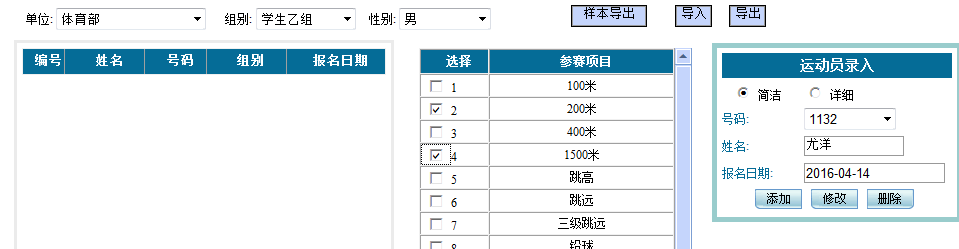 单位: 体育部 组别: 学生乙组 性别: 男 样本导出 导入 导出
编号 姓名 号码 组别 报名日期
选择 参赛项目
1 100米
2 200米
3 400米
4 1500米
5 跳高
6 跳远
7 三级跳远
8 铅球
运动员录入
简洁 详细
号码: 1132
姓名: 尤洋
报名日期: 2016-04-14
添加 修改 删除